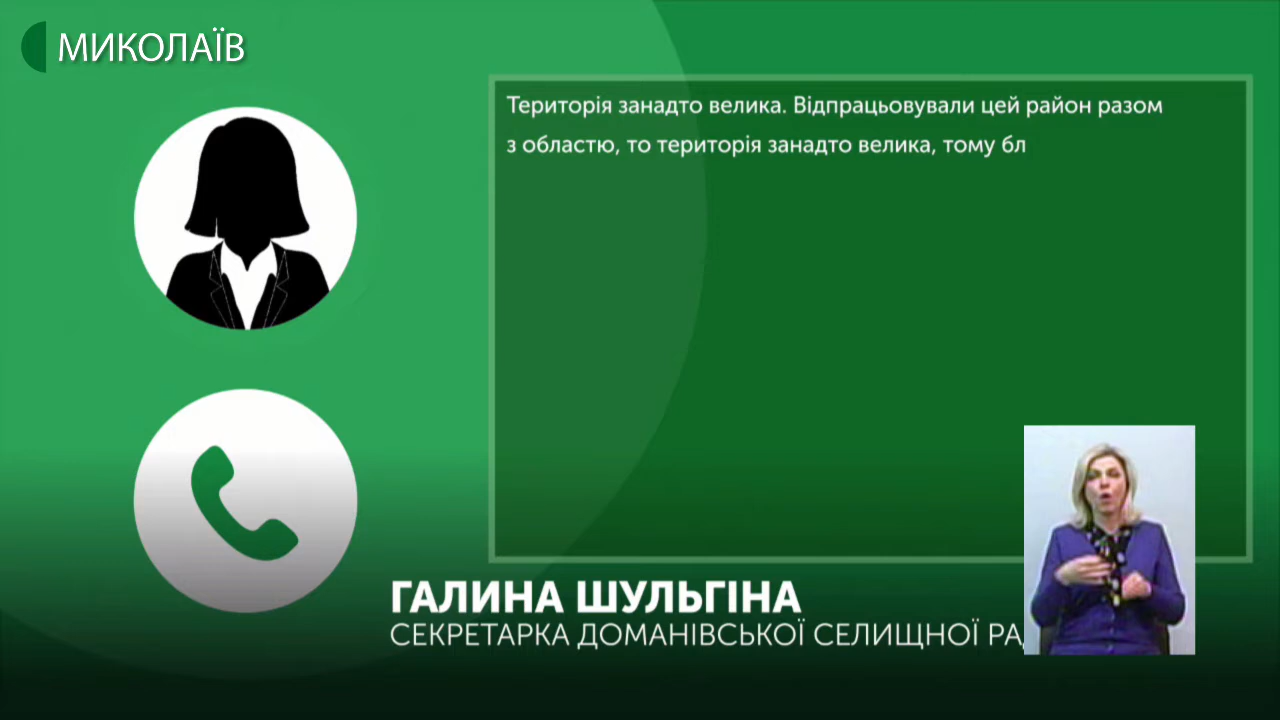 МИКОЛАЇВ
Територія занадто велика. Відпрацьовували цей район разом
з областю, то територія занадто велика, тому бл
ГАЛИНА ШУЛЬГІНА
СЕКРЕТАРКА ДОМАНІВСЬКОЇ СЕЛИЩНОЇ РА